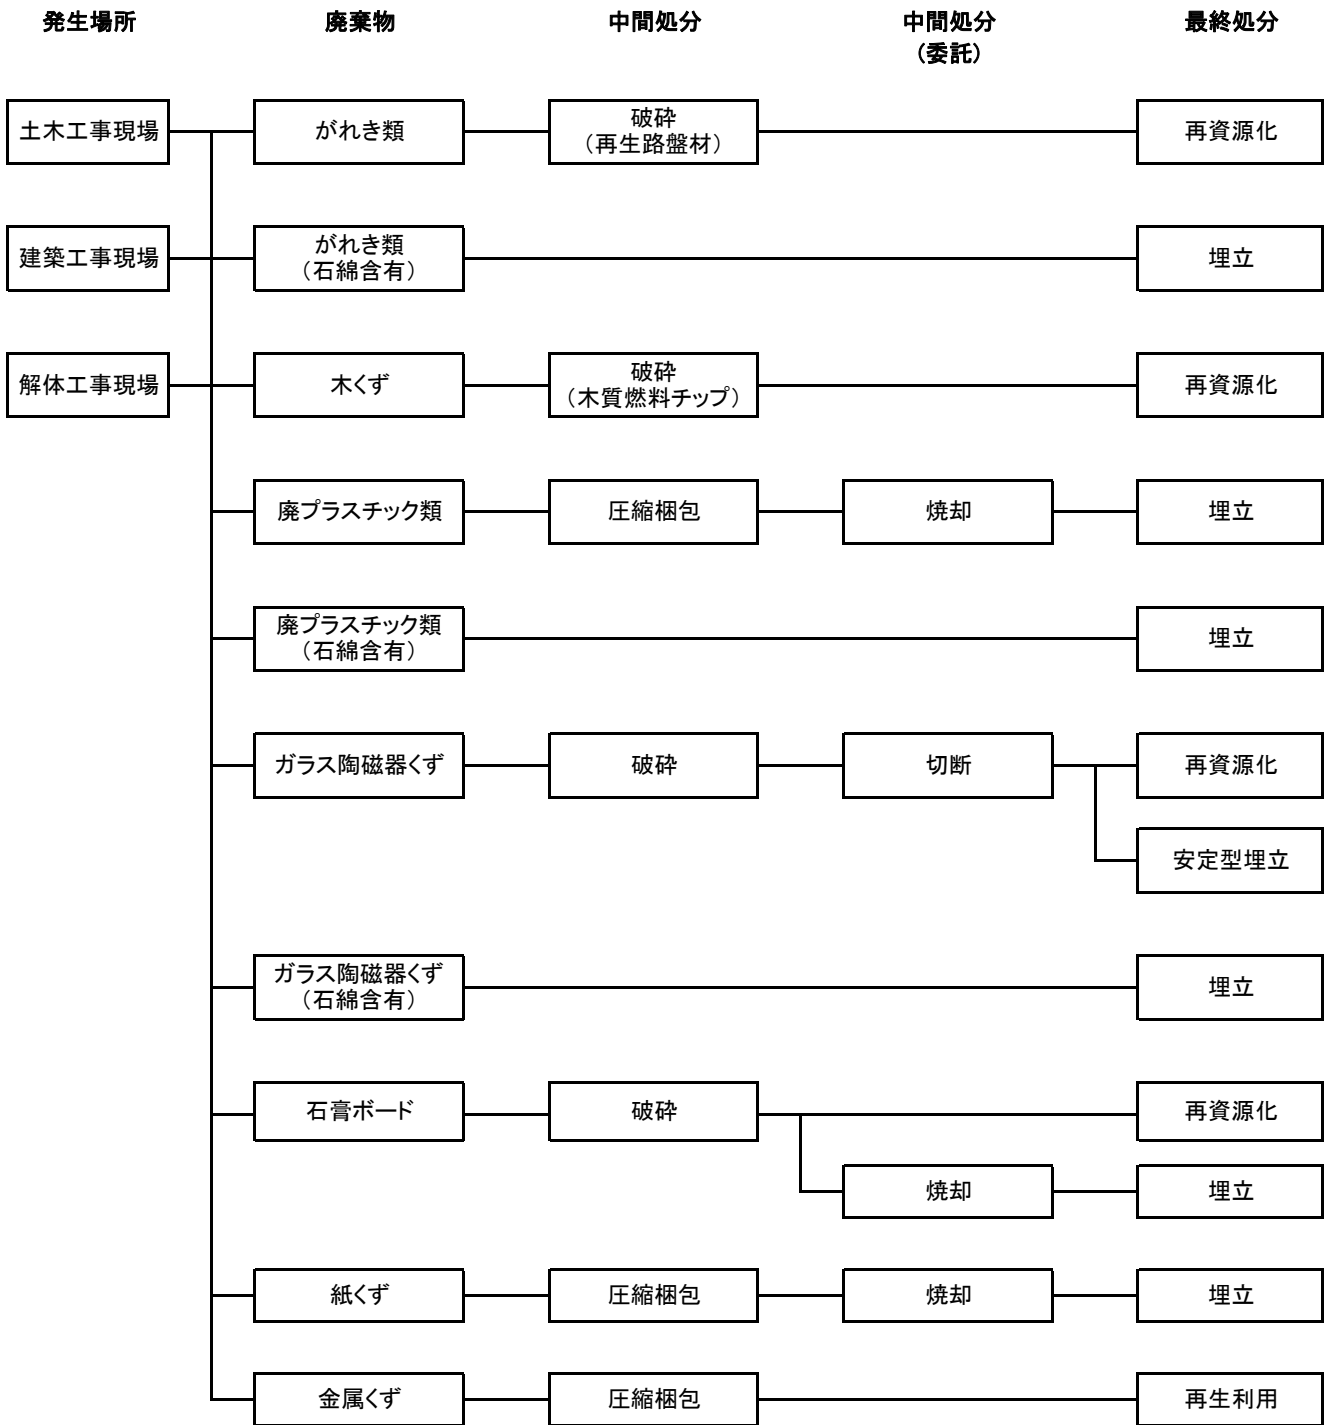 発生場所
廃棄物
中間処分
中間処分
（委託）
最終処分
土木工事現場
がれき類
破砕
（再生路盤材）
再資源化
建築工事現場
がれき類
（石綿含有）
埋立
解体工事現場
木くず
破砕
（木質燃料チップ）
再資源化
廃プラスチック類
圧縮梱包
焼却
埋立
廃プラスチック類
（石綿含有）
埋立
ガラス陶磁器くず
破砕
切断
再資源化
安定型埋立
ガラス陶磁器くず
（石綿含有）
埋立
石膏ボード
破砕
再資源化
焼却
埋立
紙くず
圧縮梱包
焼却
埋立
金属くず
圧縮梱包
再生利用